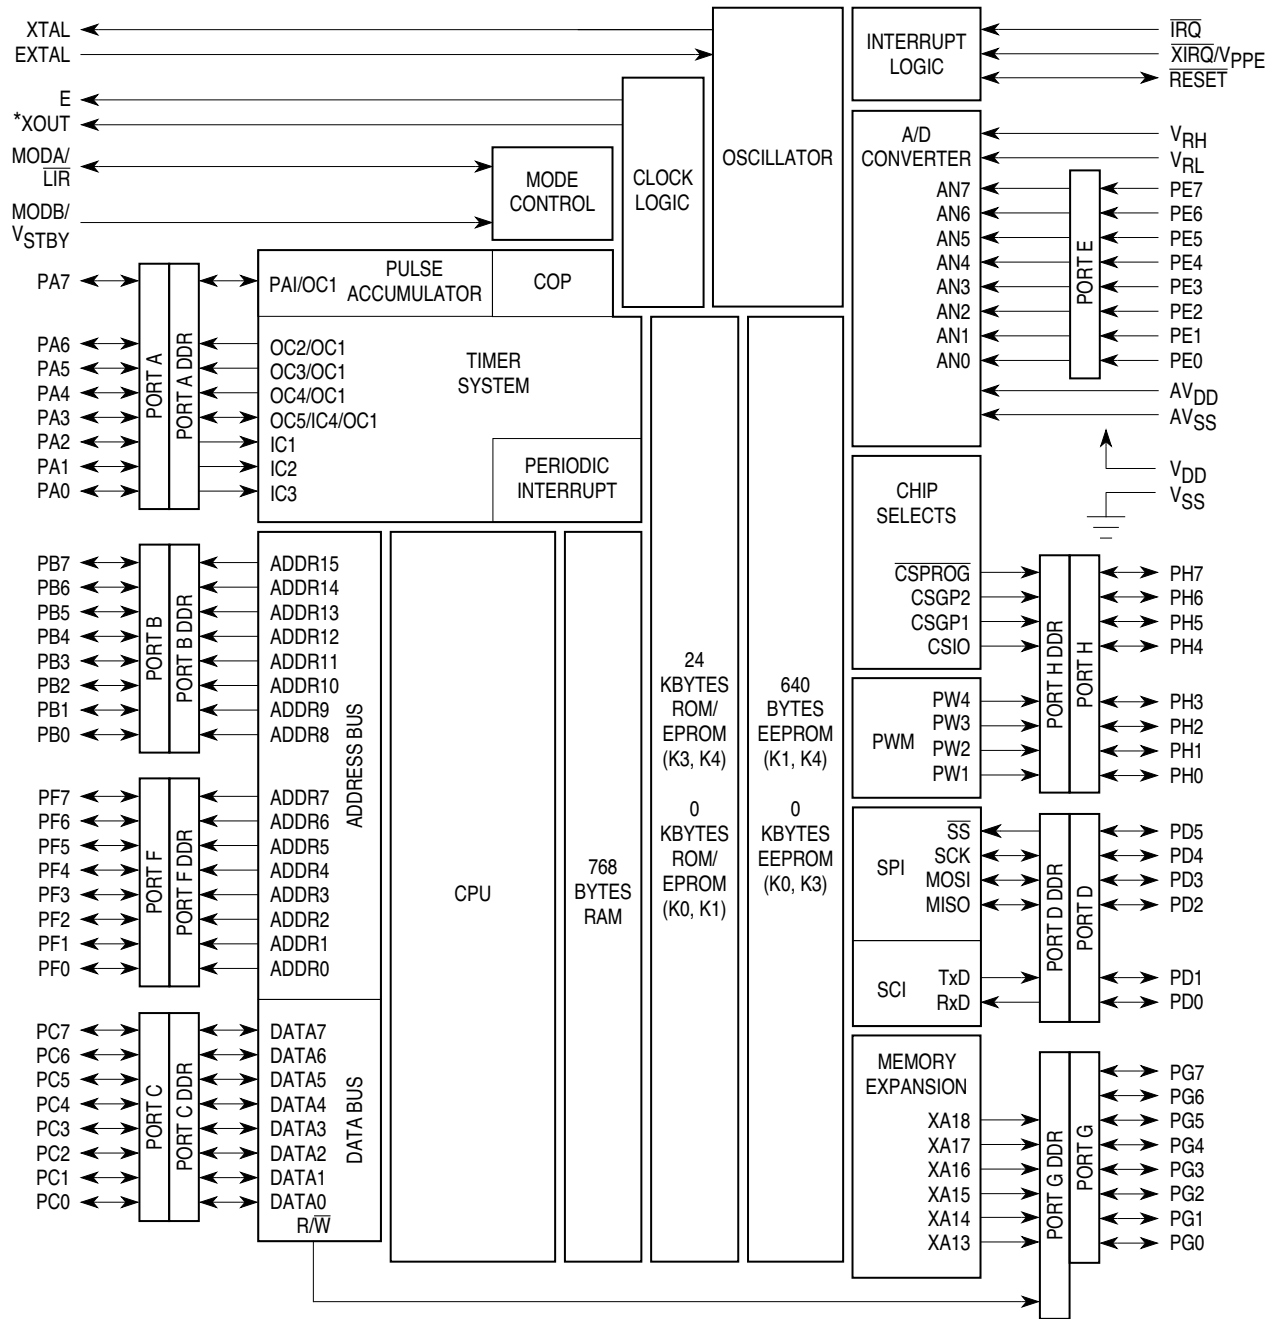 XTAL
EXTAL
E
*XOUT
MODA/
LIR
MODB/
VSTBY
MODE
CONTROL
CLOCK
LOGIC
OSCILLATOR
INTERRUPT
LOGIC
IRQ
XIRQ/VPPE
RESET
A/D
CONVERTER
AN7
AN6
AN5
AN4
AN3
AN2
AN1
AN0
PORT E
VRH
VRL
PE7
PE6
PE5
PE4
PE3
PE2
PE1
PE0
AVDD
AVSS
VDD
VSS
PA7
PA6
PA5
PA4
PA3
PA2
PA1
PA0
PORT A
PORT A DDR
PAI/OC1
PULSE
ACCUMULATOR
COP
OC2/OC1
OC3/OC1
OC4/OC1
OC5/IC4/OC1
IC1
IC2
IC3
TIMER
SYSTEM
PERIODIC
INTERRUPT
PB7
PB6
PB5
PB4
PB3
PB2
PB1
PB0
PORT B
PORT B DDR
ADDR15
ADDR14
ADDR13
ADDR12
ADDR11
ADDR10
ADDR9
ADDR8
ADDRESS BUS
PF7
PF6
PF5
PF4
PF3
PF2
PF1
PF0
PORT F
PORT F DDR
ADDR7
ADDR6
ADDR5
ADDR4
ADDR3
ADDR2
ADDR1
ADDR0
PC7
PC6
PC5
PC4
PC3
PC2
PC1
PC0
PORT C
PORT C DDR
DATA7
DATA6
DATA5
DATA4
DATA3
DATA2
DATA1
DATA0
R/W
DATA BUS
CPU
768
BYTES
RAM
24
KBYTES
ROM/
EPROM
(K3, K4)
0
KBYTES
ROM/
EPROM
(K0, K1)
640
BYTES
EEPROM
(K1, K4)
0
KBYTES
EEPROM
(K0, K3)
CHIP
SELECTS
CSPROG
CSGP2
CSGP1
CSIO
PWM
PW4
PW3
PW2
PW1
PORT H DDR
PORT H
PH7
PH6
PH5
PH4
PH3
PH2
PH1
PH0
SPI
SS
SCK
MOSI
MISO
SCI
TxD
RxD
PORT D DDR
PORT D
PD5
PD4
PD3
PD2
PD1
PD0
MEMORY
EXPANSION
XA18
XA17
XA16
XA15
XA14
XA13
PORT G DDR
PORT G
PG7
PG6
PG5
PG4
PG3
PG2
PG1
PG0